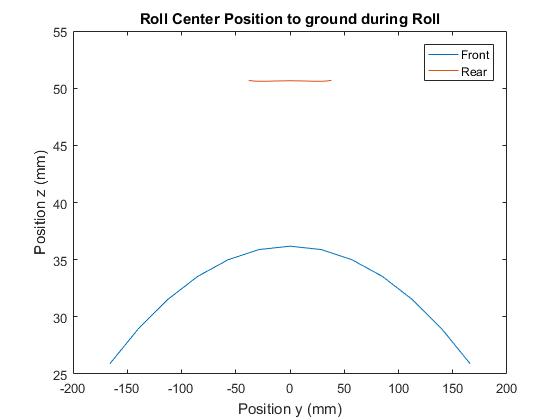 Roll Center Position to ground during Roll
Front
Rear
55
50
45
40
35
30
25
Position z (mm)
-200 -150 -100 -50 0 50 100 150 200
Position y (mm)